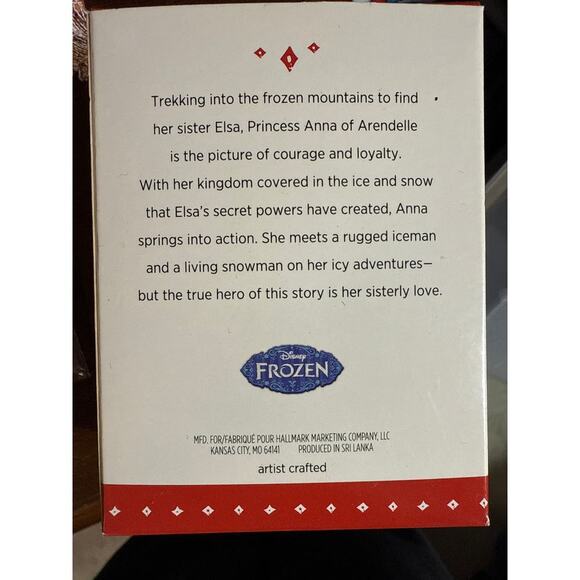 Trekking into the frozen mountains to find
her sister Elsa, Princess Anna of Arendelle
is the picture of courage and loyalty.
With her kingdom covered in the ice and snow
that Elsa's secret powers have created, Anna
springs into action. She meets a rugged iceman
and a living snowman on her icy adventures—
but the true hero of this story is her sisterly love.
Disney
FROZEN
MFD. FOR/FABRIQUÉ POUR HALLMARK MARKETING COMPANY, LLC
KANSAS CITY, MO 64141 PRODUCED IN SRI LANKA
artist crafted